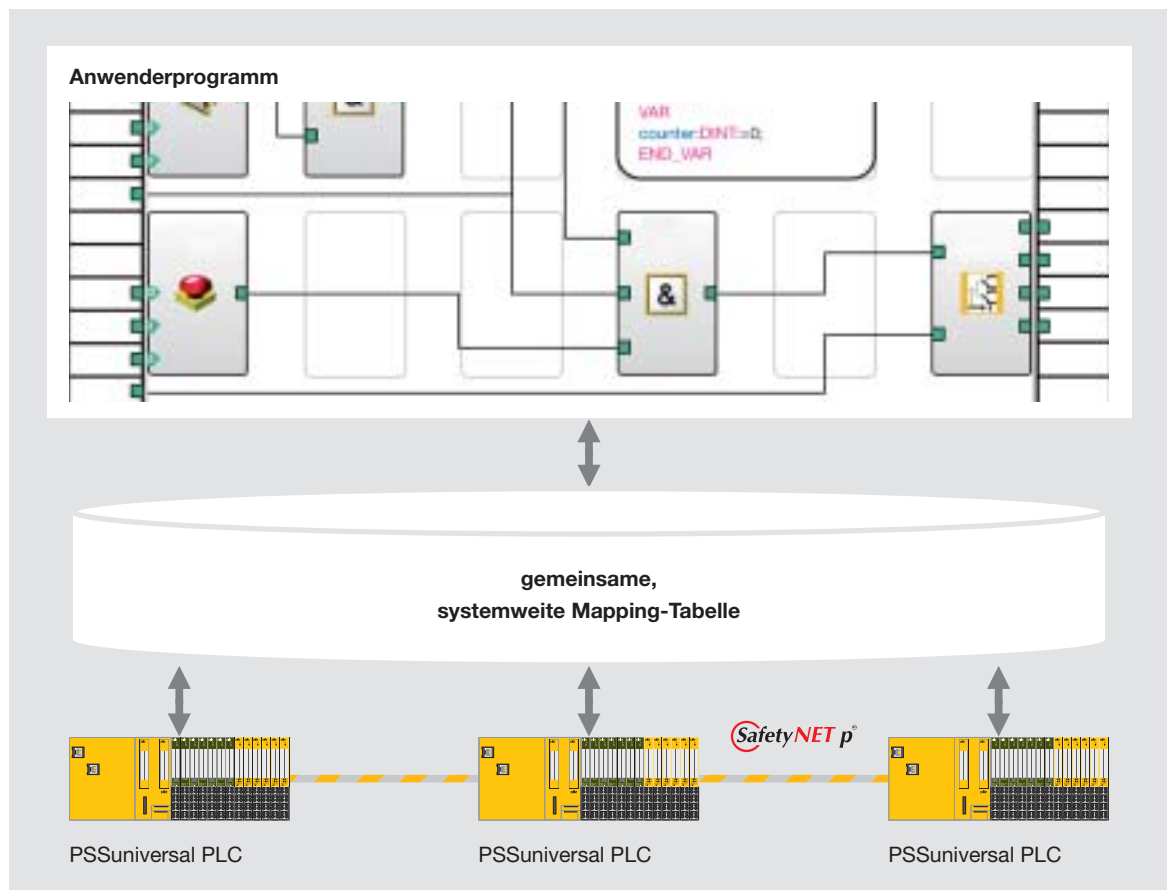 Anwenderprogramm
VAR
counter:DINT:=0;
END_VAR
&
gemeinsame,
systemweite Mapping-Tabelle
SafetyNET p®
PSSuniversal PLC
PSSuniversal PLC
PSSuniversal PLC